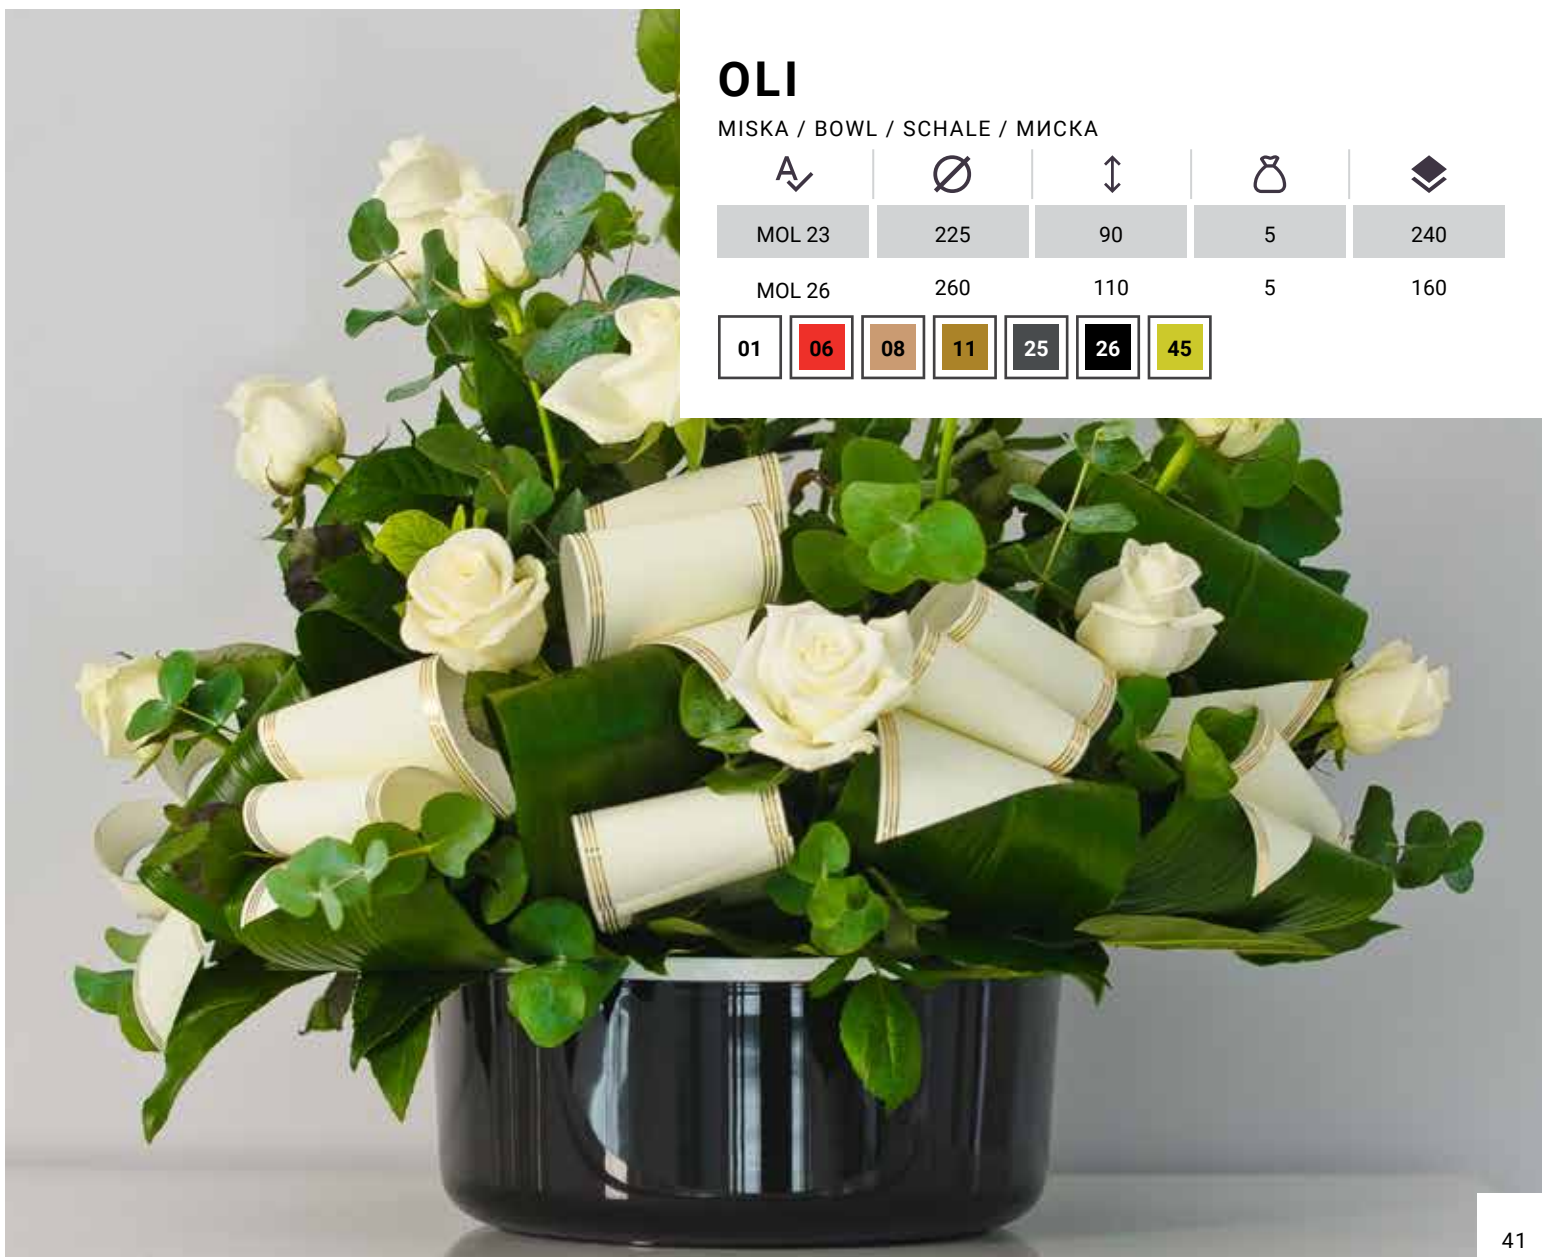 OLI
MISKA / BOWL / SCHALE / МИСКА
MOL 23 225 90 5 240
MOL 26 260 110 5 160
01 06 08 11 25 26 45
41